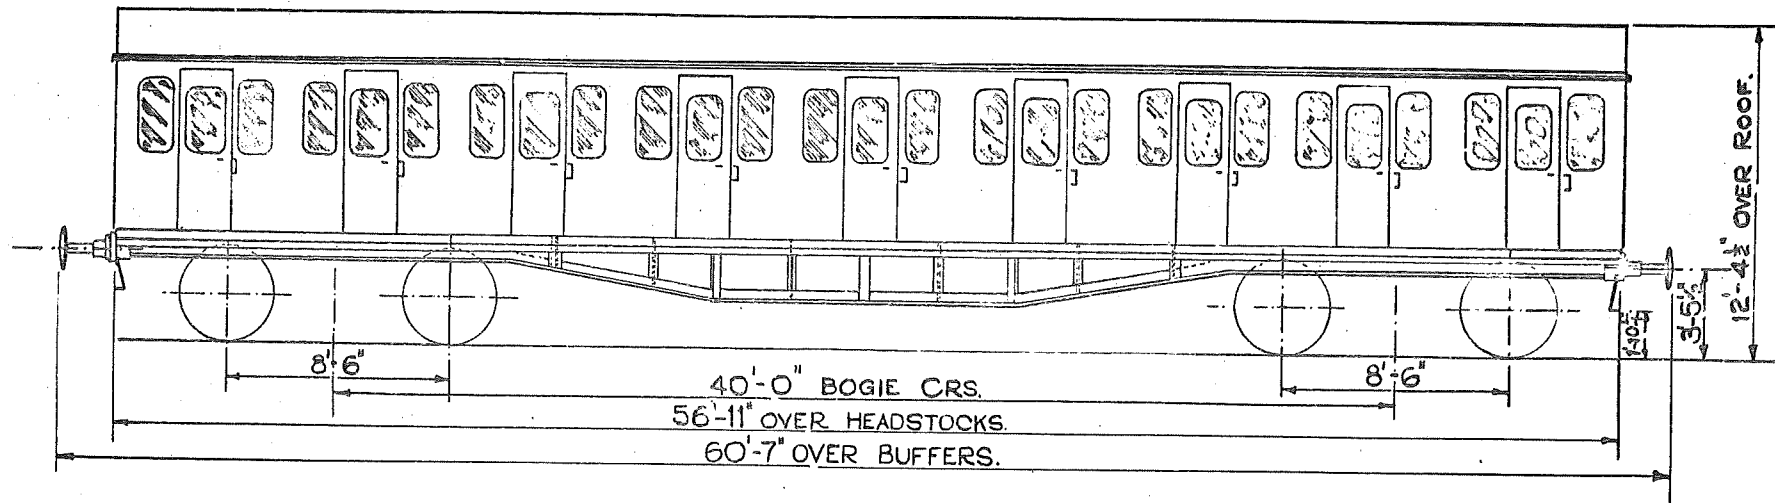 12'-4½" OVER ROOF.
3'-5½"
8'-6"
8'-6"
40'-0" BOGIE CRS.
56'-11" OVER HEADSTOCKS.
60'-7" OVER BUFFERS.